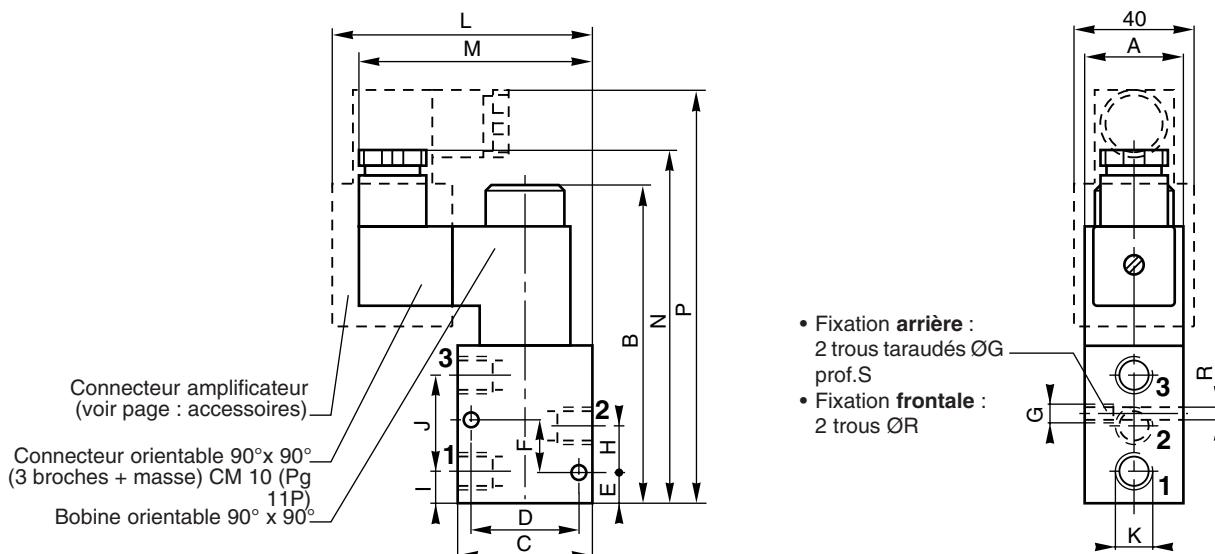 L
M
40
A
B
N
P
3
2
1
J
I
F
H
E
D
C
Connecteur amplificateur
(voir page : accessoires)
Connecteur orientable 90°x 90°
(3 broches + masse) CM 10 (Pg
11P)
Bobine orientable 90° x 90°
• Fixation arrière :
2 trous taraudés ØG
prof.S
• Fixation frontale :
2 trous ØR
G
R
3
2
1
K